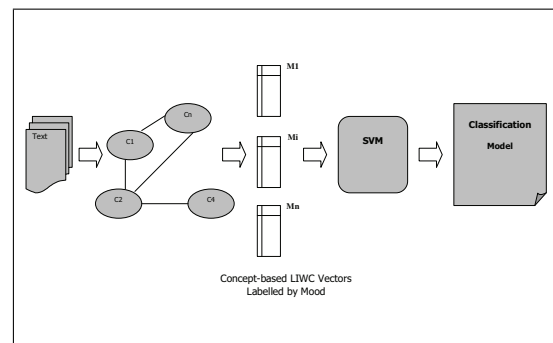 Text
C1
Cn
C2
C4
M1
Mi
Mn
Concept-based LIWC Vectors
Labelled by Mood
SVM
Classification
Model